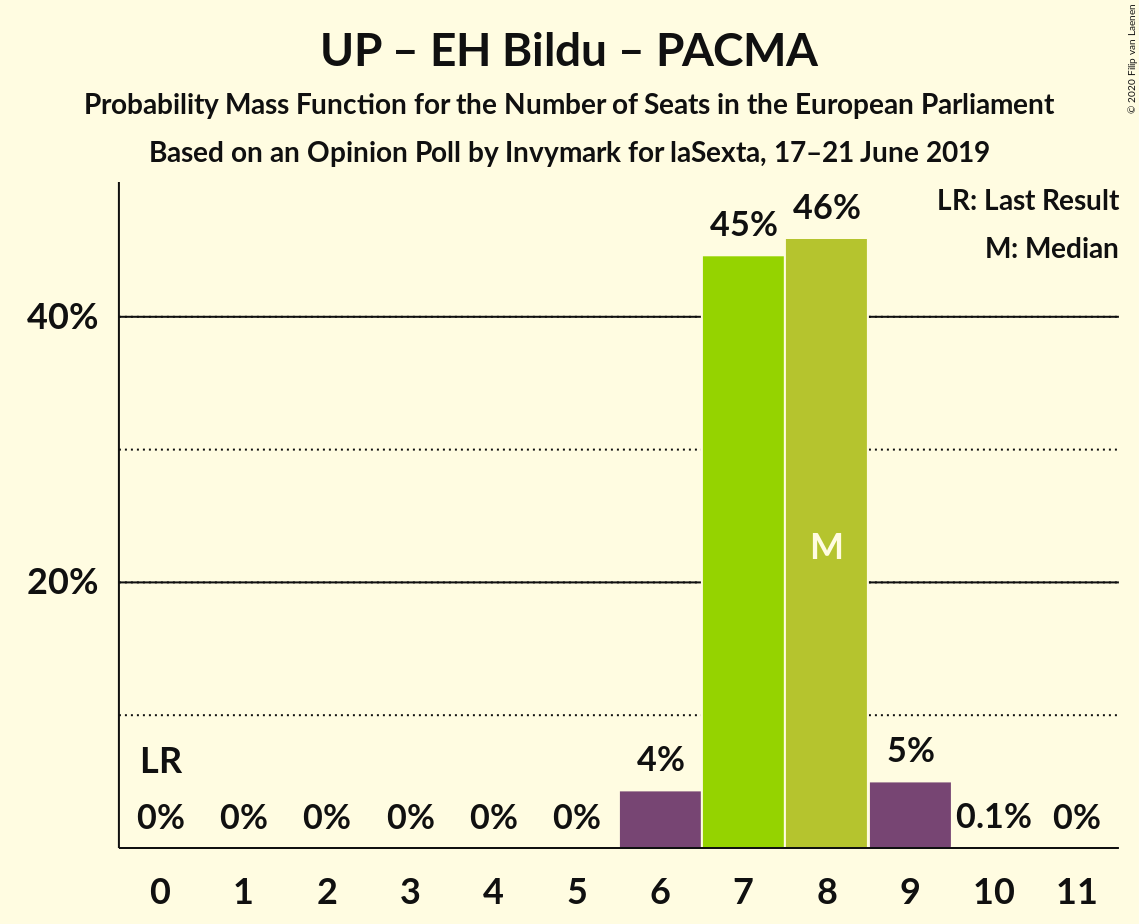 UP – EH Bildu – PACMA
Probability Mass Function for the Number of Seats in the European Parliament
Based on an Opinion Poll by Invymark for laSexta, 17–21 June 2019
© 2020 Filip van Laenen
LR: Last Result
M: Median
46%
45%
40%
M
20%
5%
LR
4%
0% 0% 0% 0% 0% 0% 0.1% 0%
0 1 2 3 4 5 6 7 8 9 10 11